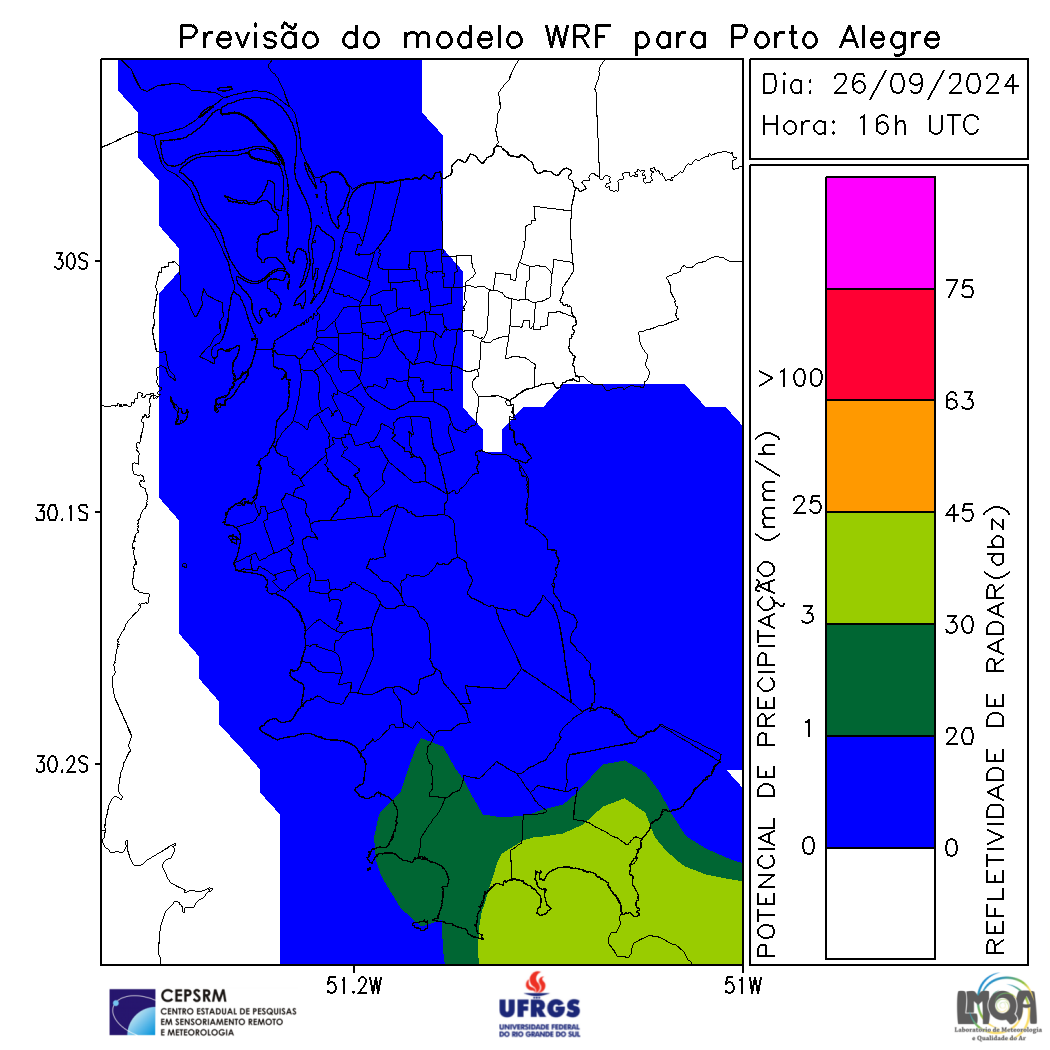 Previsão do modelo WRF para Porto Alegre
Dia: 26/09/2024
Hora: 16h UTC
30S
30.1S
30.2S
51.2W
51W
POTENCIAL DE PRECIPITAÇÃO (mm/h)
>100
25
3
1
0
75
63
45
30
20
0
REFLETIVIDADE DE RADAR(dbz)
CEPSRM
CENTRO ESTADUAL DE PESQUISAS
EM SENSORIAMENTO REMOTO
E METEOROLOGIA
UFRGS
UNIVERSIDADE FEDERAL
DO RIO GRANDE DO SUL
LMQA
Laboratório de Meteorologia
e Qualidade do Ar